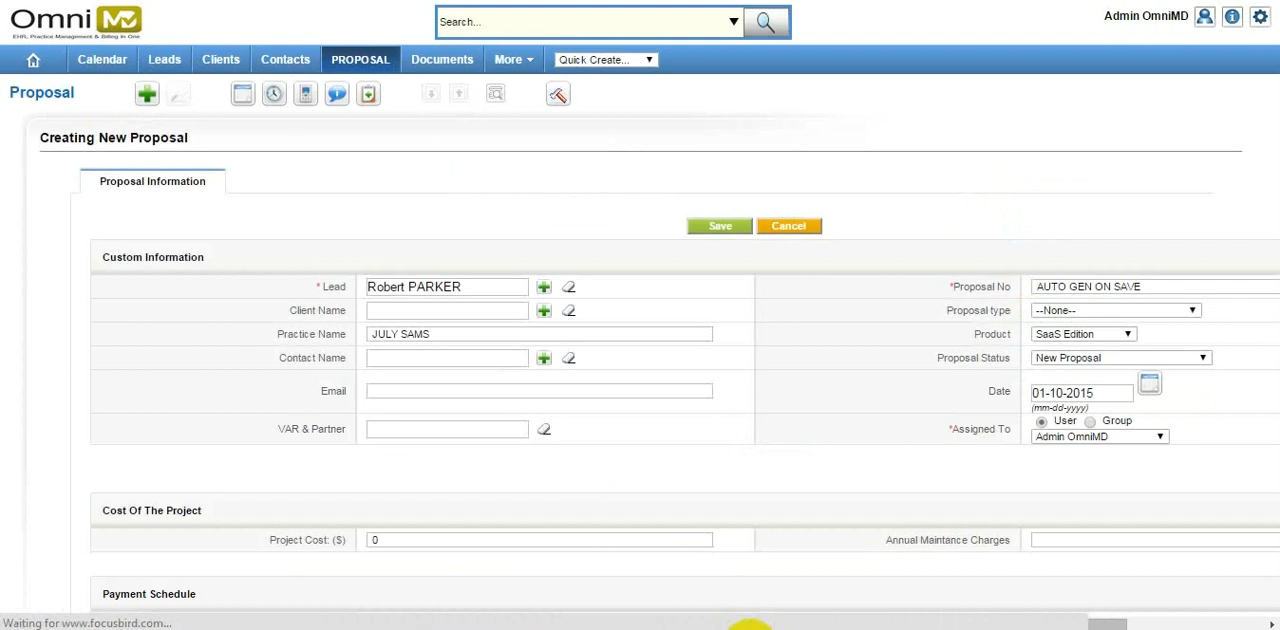 Omni MD
EHR, Practice Management & Billing in One
Search...
Admin OmniMD
Calendar Leads Clients Contacts PROPOSAL Documents More Quick Create...
Proposal
Creating New Proposal
Proposal Information
Save Cancel
Custom Information
* Lead Robert PARKER *Proposal No AUTO GEN ON SAVE
Client Name Proposal type --None--
Practice Name JULY SAMS Product SaaS Edition
Contact Name Proposal Status New Proposal
Email Date 01-10-2015
(mm-dd-yyyy)
VAR & Partner *Assigned To User Group
Admin OmniMD
Cost Of The Project
Project Cost: ($) 0 Annual Maintance Charges
Payment Schedule
Waiting for www.focusbird.com...